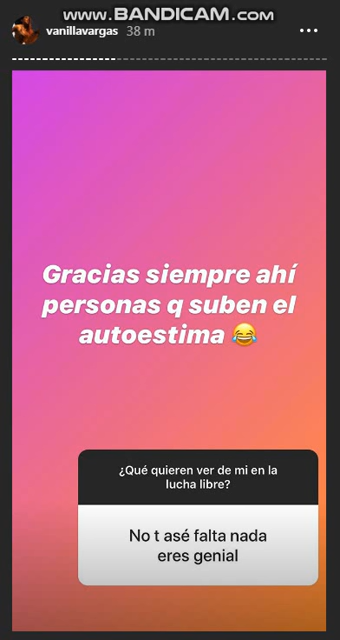 www.BANDICAM.com
vanillavargas 38 m
Gracias siempre ahí
personas q suben el
autoestima 😂
¿Qué quieren ver de mi en la
lucha libre?
No t asé falta nada
eres genial